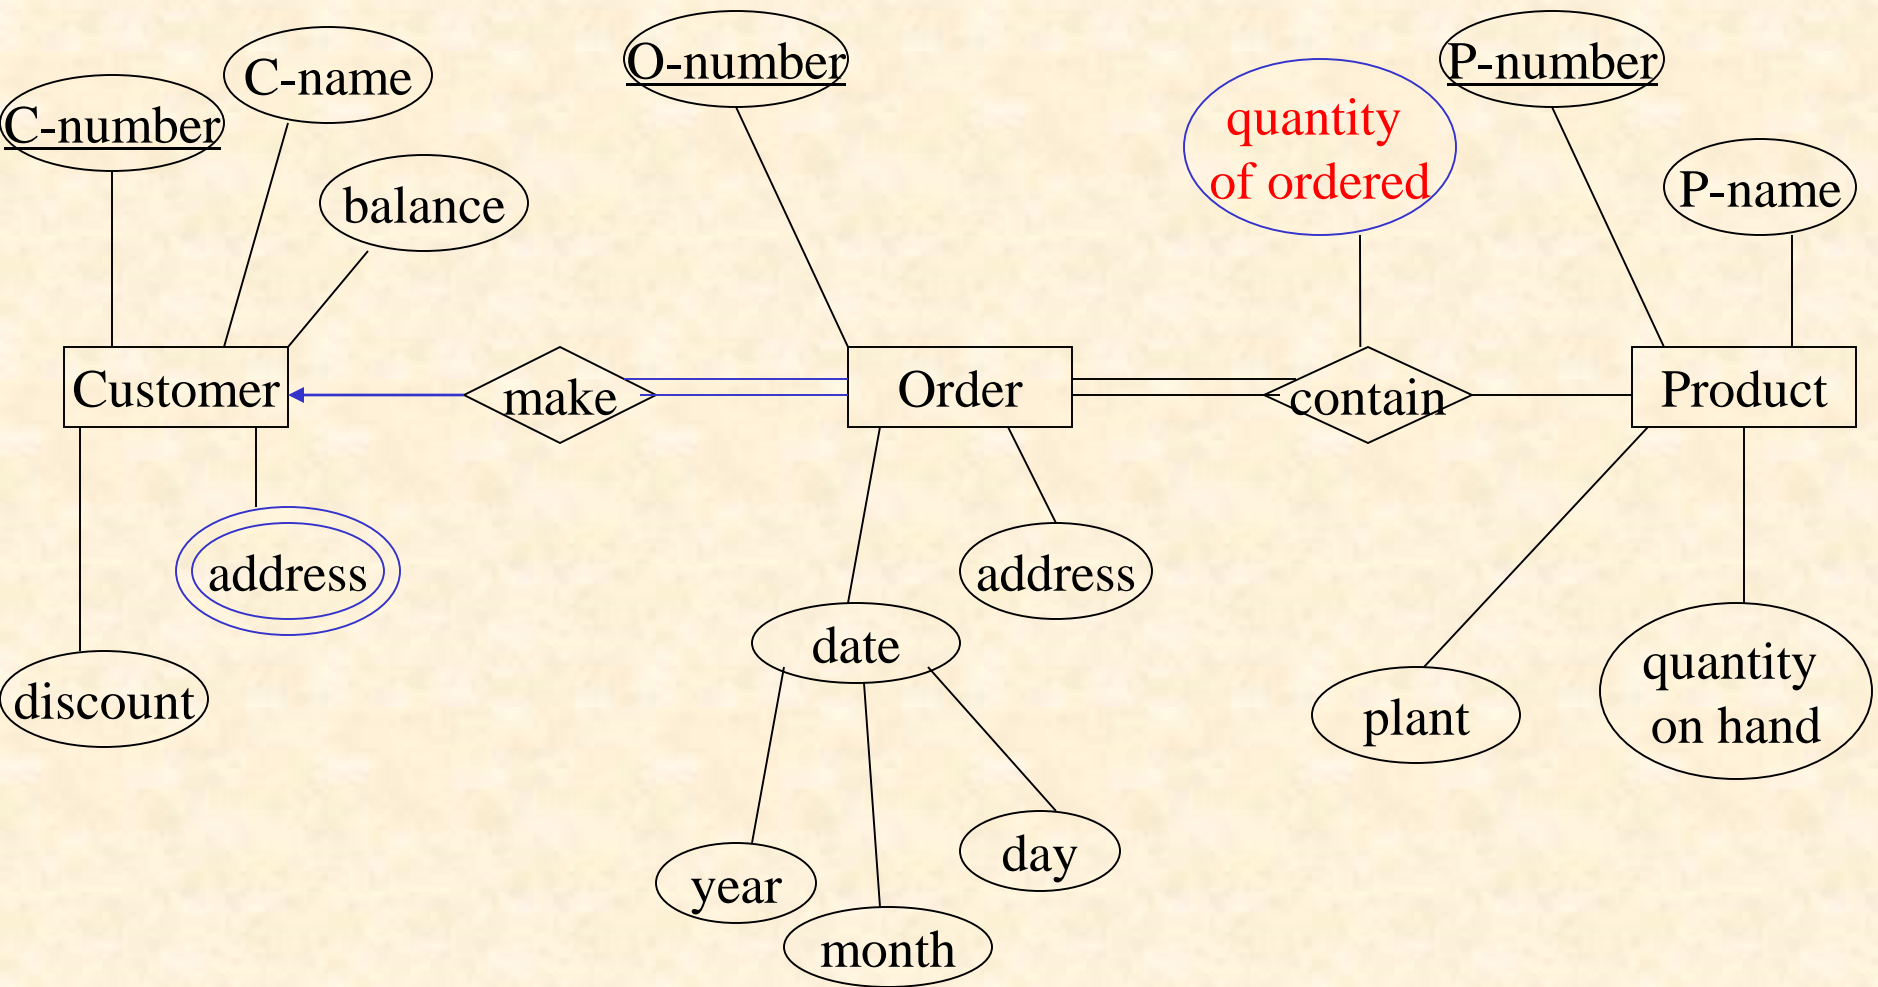 C-number
C-name
balance
O-number
quantity
of ordered
P-number
P-name
Customer
make
Order
contain
Product
address
discount
date
address
year
month
day
plant
quantity
on hand